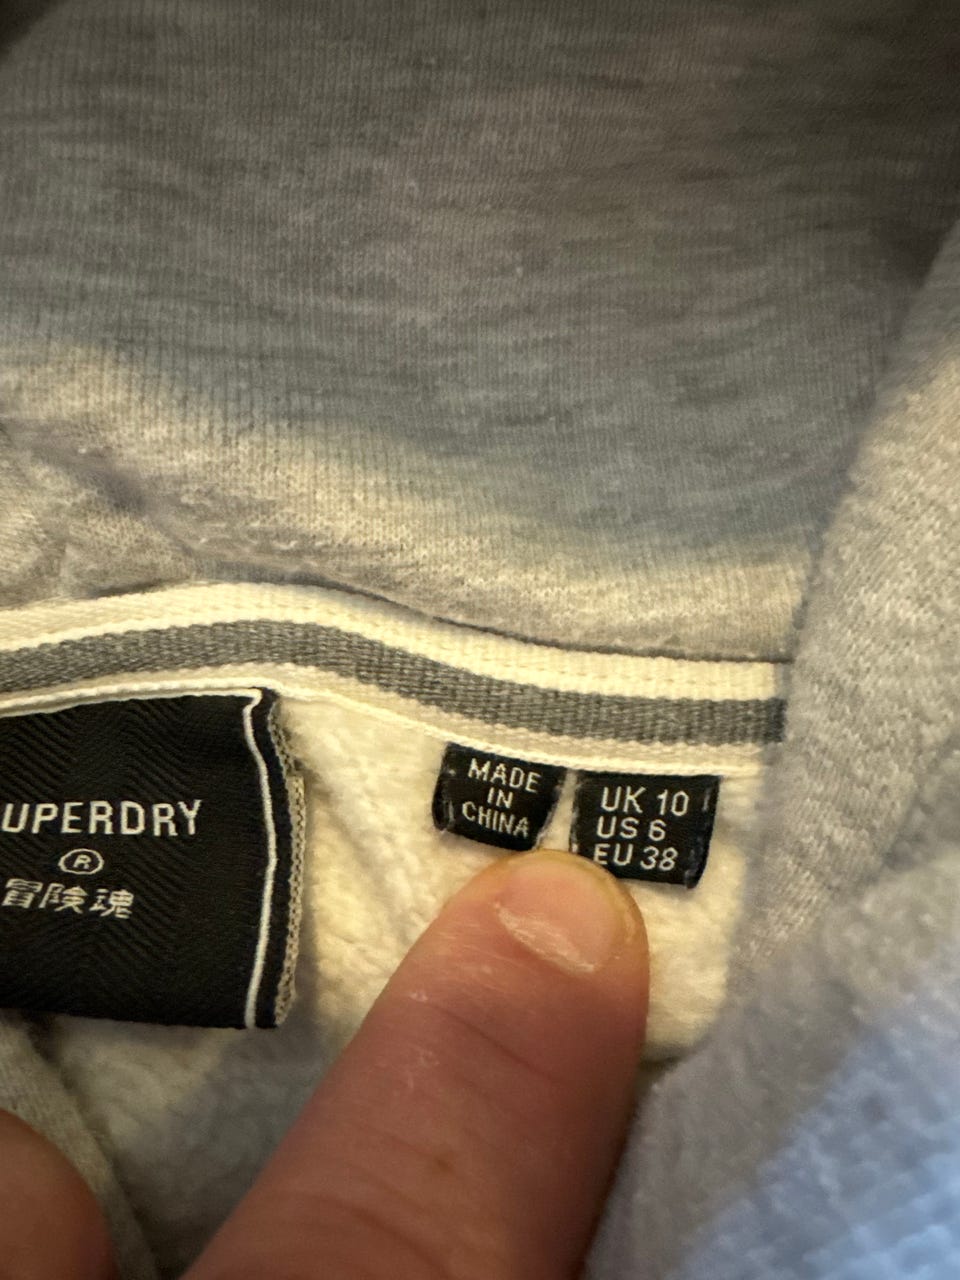 UPERDRY
®
冒険魂
MADE
IN
CHINA
UK 10
US 6
EU 38